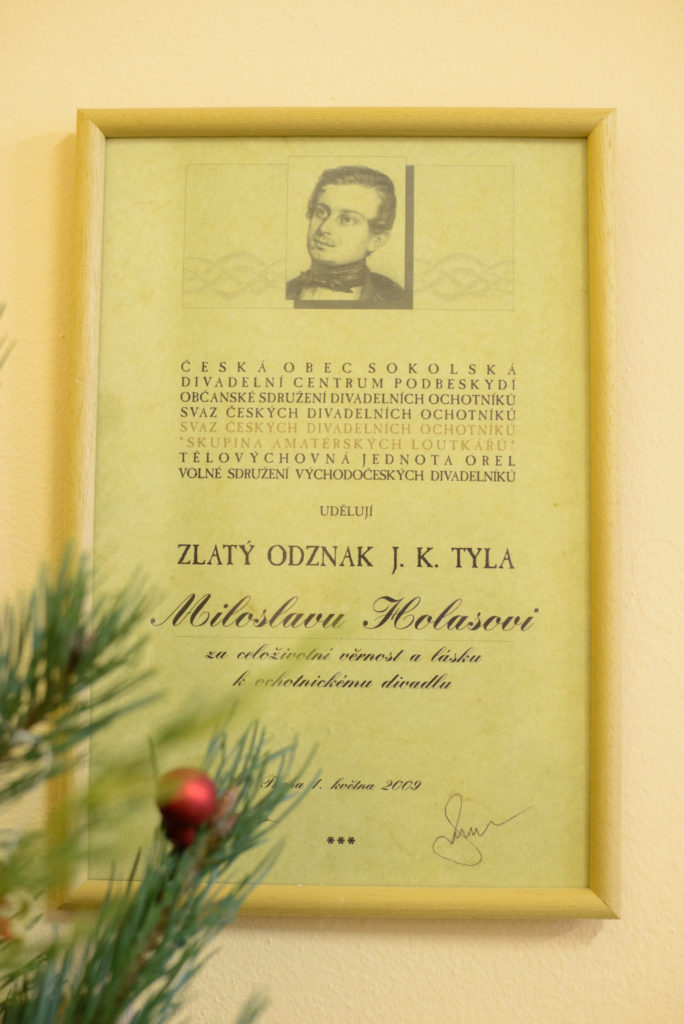 ČESKÁ OBEC SOKOLSKÁ
DIVADELNÍ CENTRUM PODBESKYDÍ
OBČANSKÉ SDRUŽENÍ DIVADELNÍCH OCHOTNÍKŮ
SVAZ ČESKÝCH DIVADELNÍCH OCHOTNÍKŮ
SVAZ ČESKÝCH DIVADELNÍCH OCHOTNÍKŮ
"SKUPINA AMATÉRSKÝCH LOUTKÁŘŮ"
TĚLOVÝCHOVNÁ JEDNOTA OREL
VOLNÉ SDRUŽENÍ VÝCHODOČESKÝCH DIVADELNÍKŮ
UDĚLUJÍ
ZLATÝ ODZNAK J. K. TYLA
Miloslavu Holasovi
za celoživotní věrnost a lásku
k ochotnickému divadlu
Praha 1. května 2009
***